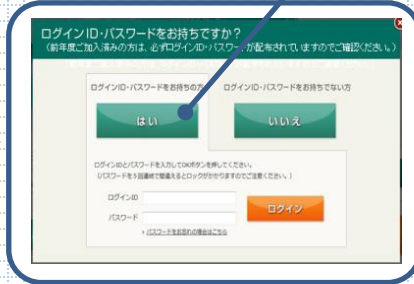 ログインID・パスワードをお持ちですか？
（前年度ご加入済みの方は、必ずログインID・パスワードが配布されていますのでご確認ください。）
ログインID・パスワードをお持ちの方
ログインID・パスワードをお持ちでない方
はい
いいえ
ログインIDとパスワードを入力してOKボタンを押してください。
（パスワードを5回連続で間違えるとロックがかかりますのでご注意ください。）
ログインID
パスワード
ログイン
パスワードをお忘れの場合はこちら